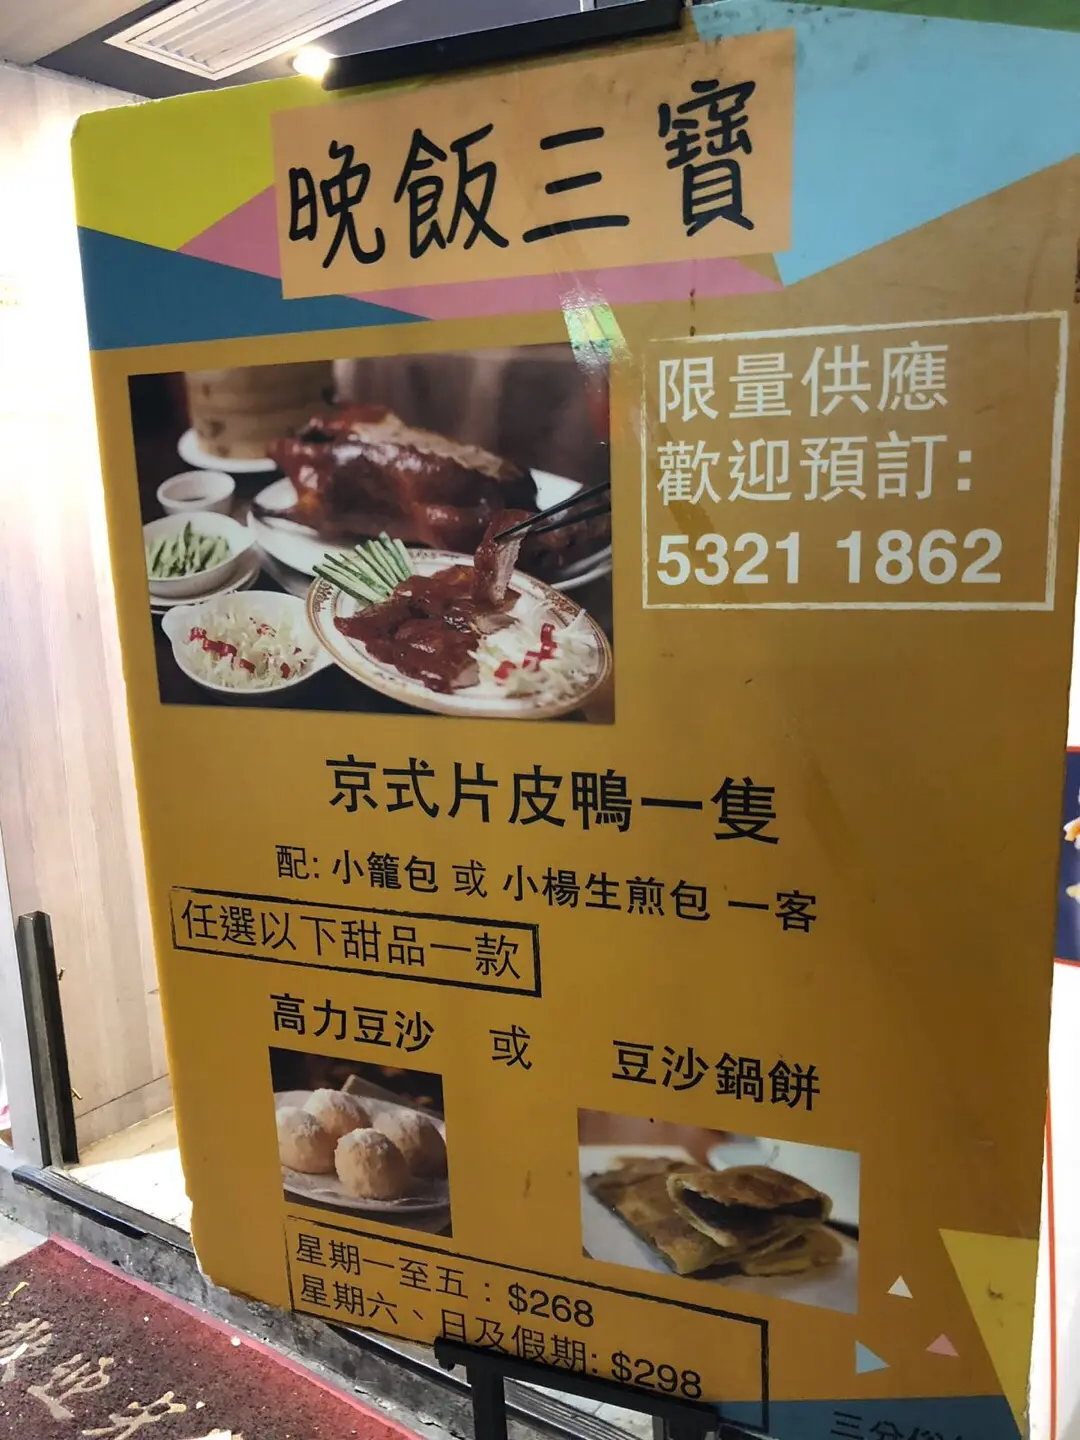 晚飯三寶
限量供應
歡迎預訂:
5321 1862
京式片皮鴨一隻
配: 小籠包 或 小楊生煎包 一客
任選以下甜品一款
高力豆沙 或 豆沙鍋餅
星期一至五 : $268
星期六、日及假期: $298